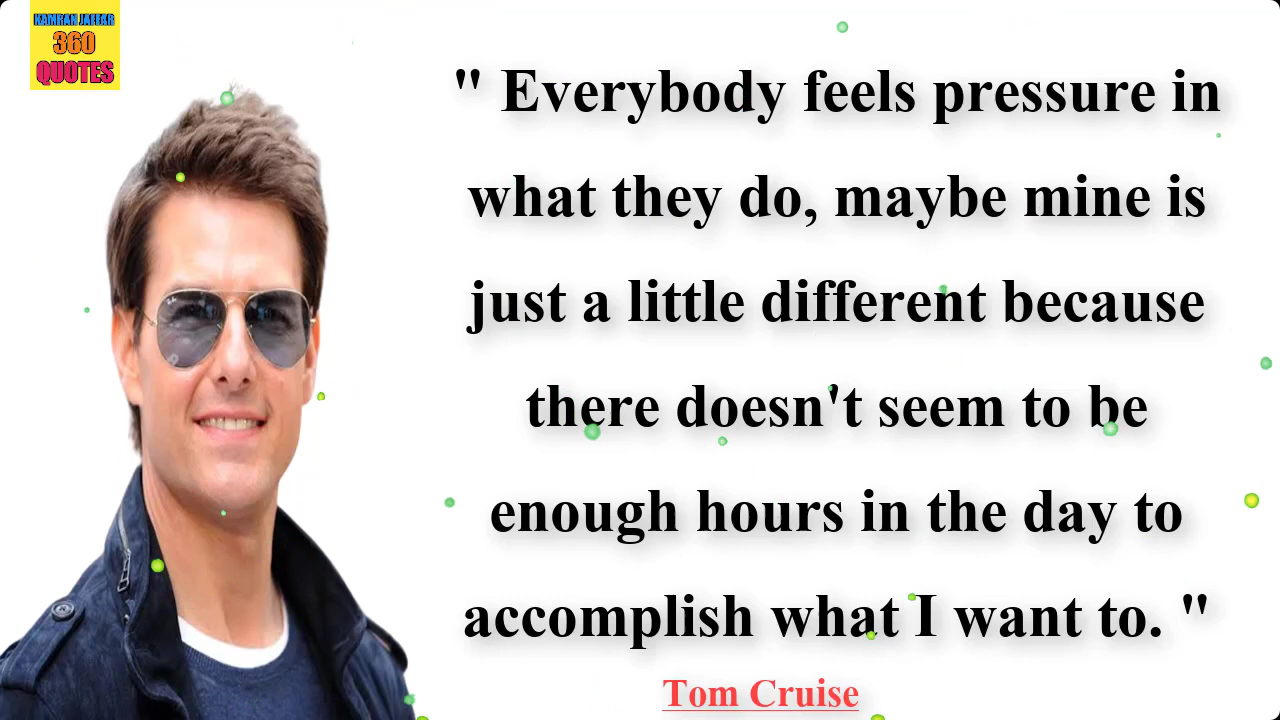 KAMRAN JAFFAR
360
QUOTES
" Everybody feels pressure in
what they do, maybe mine is
just a little different because
there doesn't seem to be
enough hours in the day to
accomplish what I want to. "
Tom Cruise